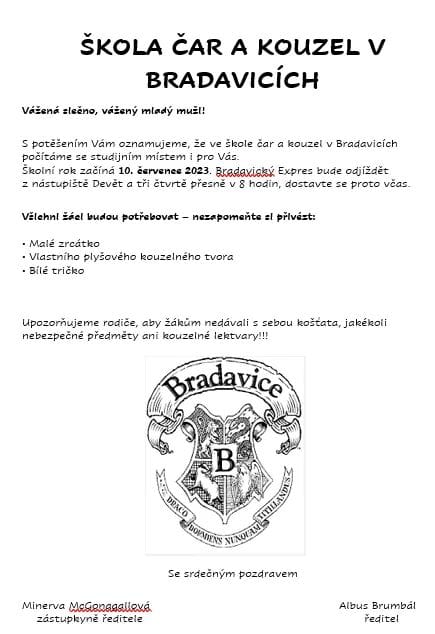 ŠKOLA ČAR A KOUZEL V
BRADAVICÍCH
Vážená slečno, vážený mladý muži!
S potěšením Vám oznamujeme, že ve škole čar a kouzel v Bradavicích
počítáme se studijním místem i pro Vás.
Školní rok začíná 10. července 2023. Bradavický Expres bude odjíždět
z nástupiště Devět a tři čtvrtě přesně v 8 hodin, dostavte se proto včas.
Všichni žáci budou potřebovat – nezapomeňte si přivézt:
• Malé zrcátko
• Vlastního plyšového kouzelného tvora
• Bílé tričko
Upozorňujeme rodiče, aby žákům nedávali s sebou košťata, jakékoli
nebezpečné předměty ani kouzelné lektvary!!!
Bradavice
B
DRACO DORMIENS NUNQUAM TITILLANDUS
Se srdečným pozdravem
Minerva McGonagallová Albus Brumbál
zástupkyně ředitele ředitel